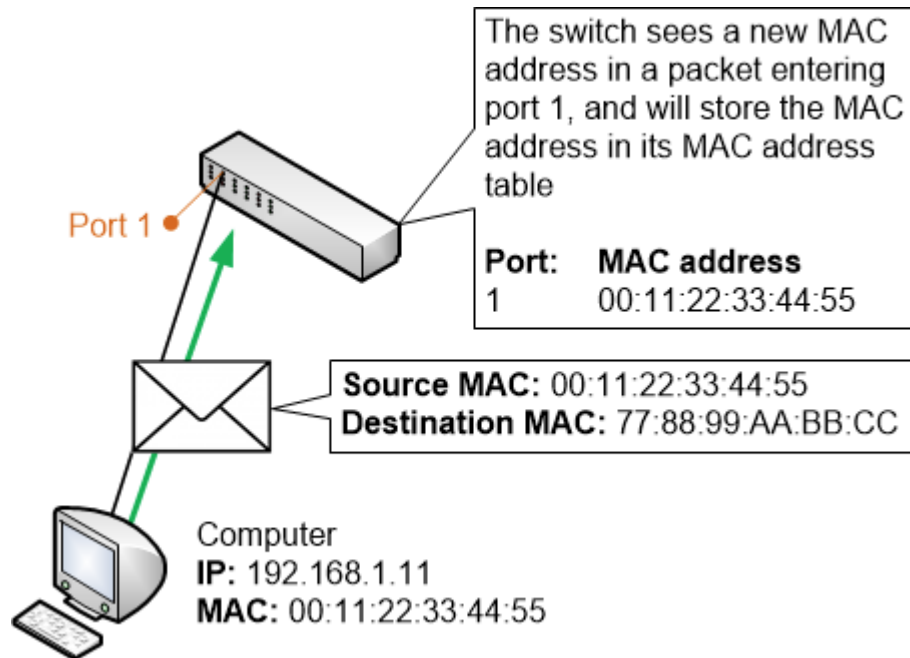 The switch sees a new MAC
address in a packet entering
port 1, and will store the MAC
address in its MAC address
table
Port: MAC address
1 00:11:22:33:44:55
Port 1
Source MAC: 00:11:22:33:44:55
Destination MAC: 77:88:99:AA:BB:CC
Computer
IP: 192.168.1.11
MAC: 00:11:22:33:44:55